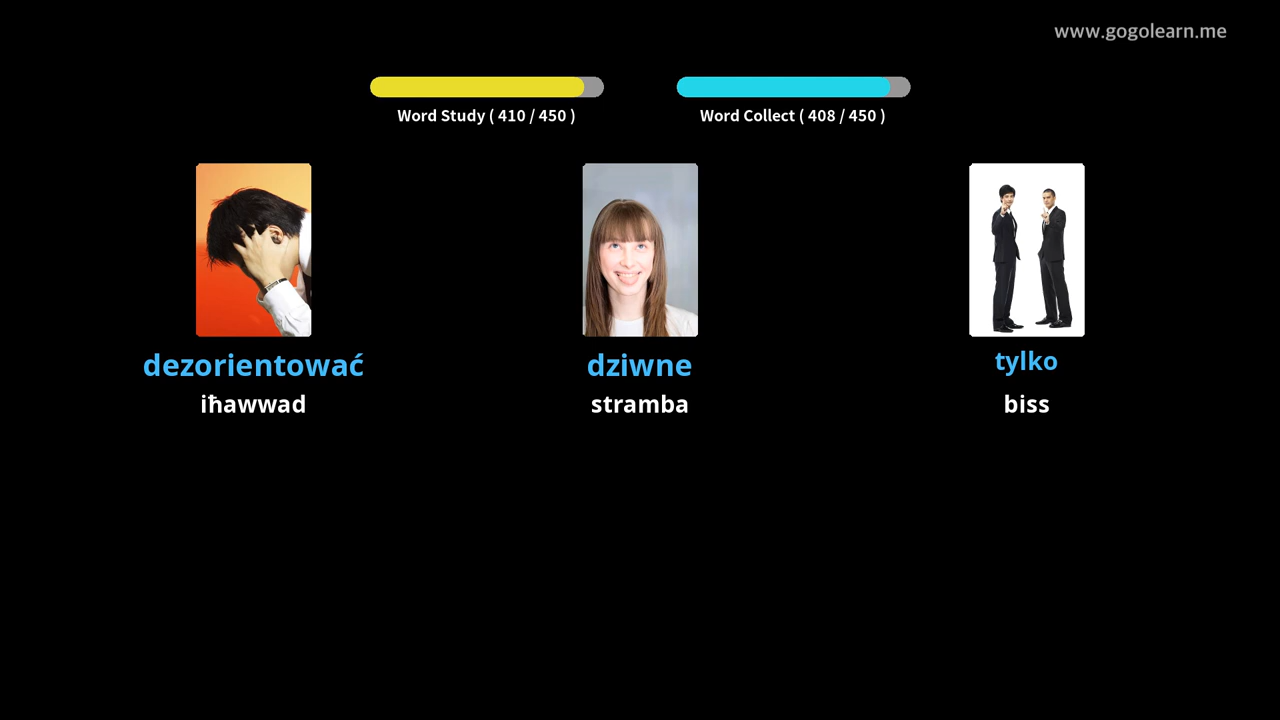 www.gogolearn.me
Word Study ( 410 / 450 )
Word Collect ( 408 / 450 )
dezorientować
dziwne
tylko
iħawwad
stramba
biss